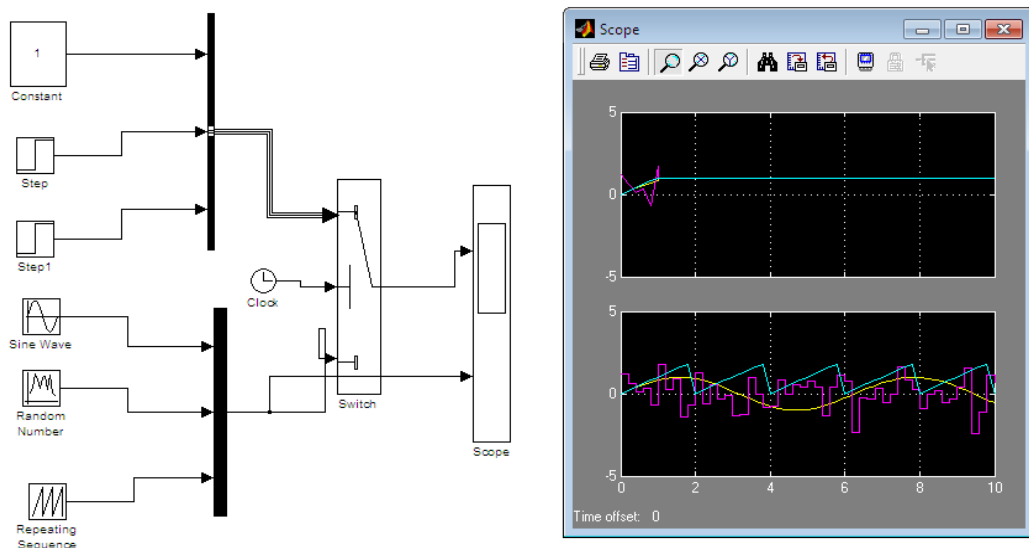 1
Constant
Step
Step1
Sine Wave
Random
Number
Repeating
Sequence
Clock
Switch
Scope
Scope
5
0
-5
5
0
-5
0
2
4
6
8
10
Time offset: 0